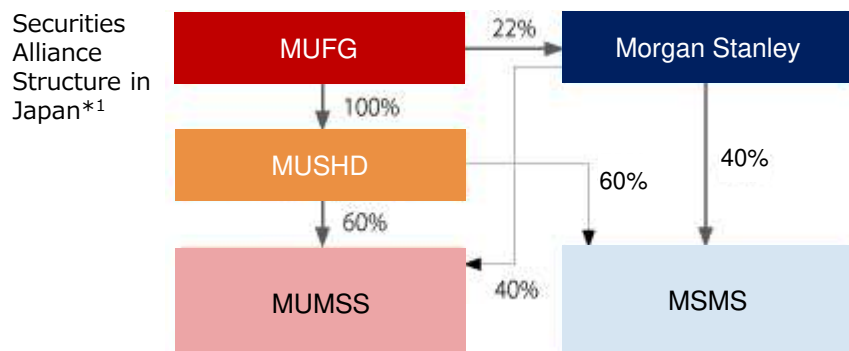 Securities
Alliance
Structure in
Japan*1
MUFG
22%
Morgan Stanley
100%
MUSHD
60%
40%
60%
MUMSS
40%
MSMS